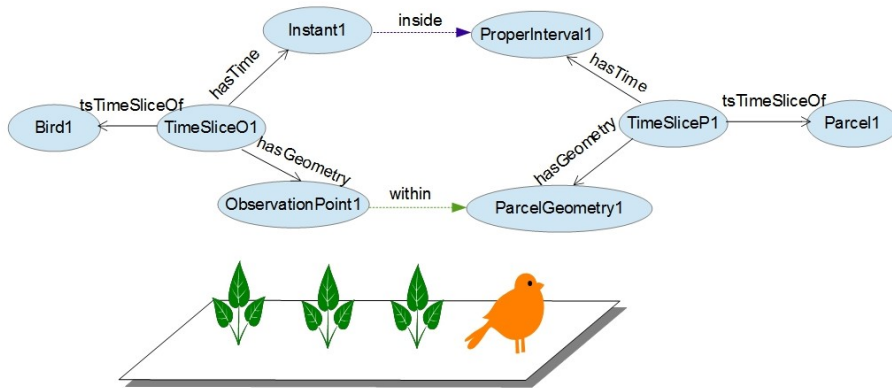 Instant1
inside
ProperInterval1
hasTime
hasTime
tsTimeSliceOf
tsTimeSliceOf
Bird1
TimeSliceO1
TimeSliceP1
Parcel1
hasGeometry
hasGeometry
ObservationPoint1
within
ParcelGeometry1